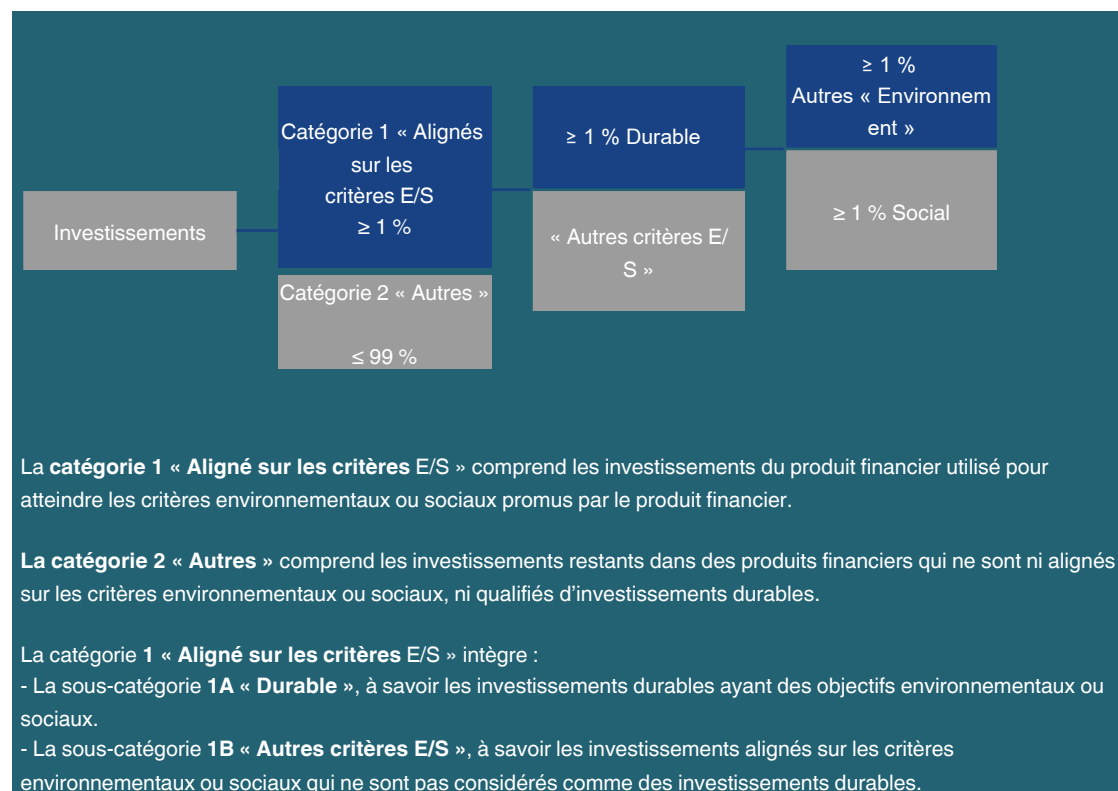 Investissements
Catégorie 1 « Alignés
sur les
critères E/S
≥ 1 %
Catégorie 2 « Autres »
≤ 99 %
≥ 1 % Durable
« Autres critères E/
S »
≥ 1 %
Autres « Environnem
ent »
≥ 1 % Social
La catégorie 1 « Aligné sur les critères E/S » comprend les investissements du produit financier utilisé pour
atteindre les critères environnementaux ou sociaux promus par le produit financier.
La catégorie 2 « Autres » comprend les investissements restants dans des produits financiers qui ne sont ni alignés
sur les critères environnementaux ou sociaux, ni qualifiés d’investissements durables.
La catégorie 1 « Aligné sur les critères E/S » intègre :
- La sous-catégorie 1A « Durable », à savoir les investissements durables ayant des objectifs environnementaux ou
sociaux.
- La sous-catégorie 1B « Autres critères E/S », à savoir les investissements alignés sur les critères
environnementaux ou sociaux qui ne sont pas considérés comme des investissements durables.